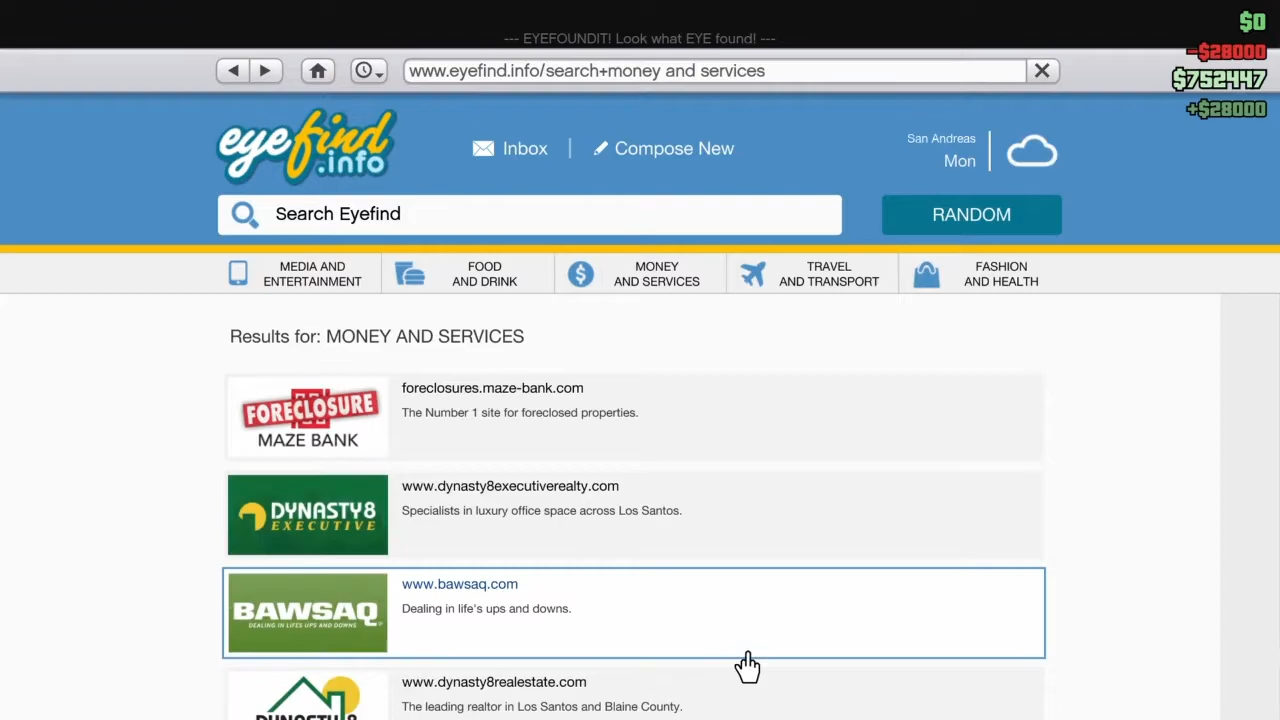 $0
--- EYEFOUNDIT! Look what EYE found! ---
-$28000
www.eyefind.info/search+money and services
$752447
+$28000
eyefind
.info
Inbox
Compose New
San Andreas
Mon
Search Eyefind
RANDOM
MEDIA AND
ENTERTAINMENT
FOOD
AND DRINK
MONEY
AND SERVICES
TRAVEL
AND TRANSPORT
FASHION
AND HEALTH
Results for: MONEY AND SERVICES
FORECLOSURE
MAZE BANK
foreclosures.maze-bank.com
The Number 1 site for foreclosed properties.
DYNASTY8
EXECUTIVE
www.dynasty8executiverealty.com
Specialists in luxury office space across Los Santos.
BAWSAQ
DEALING IN LIFES UPS AND DOWNS
www.bawsaq.com
Dealing in life's ups and downs.
DYNASTY 8
www.dynasty8realestate.com
The leading realtor in Los Santos and Blaine County.